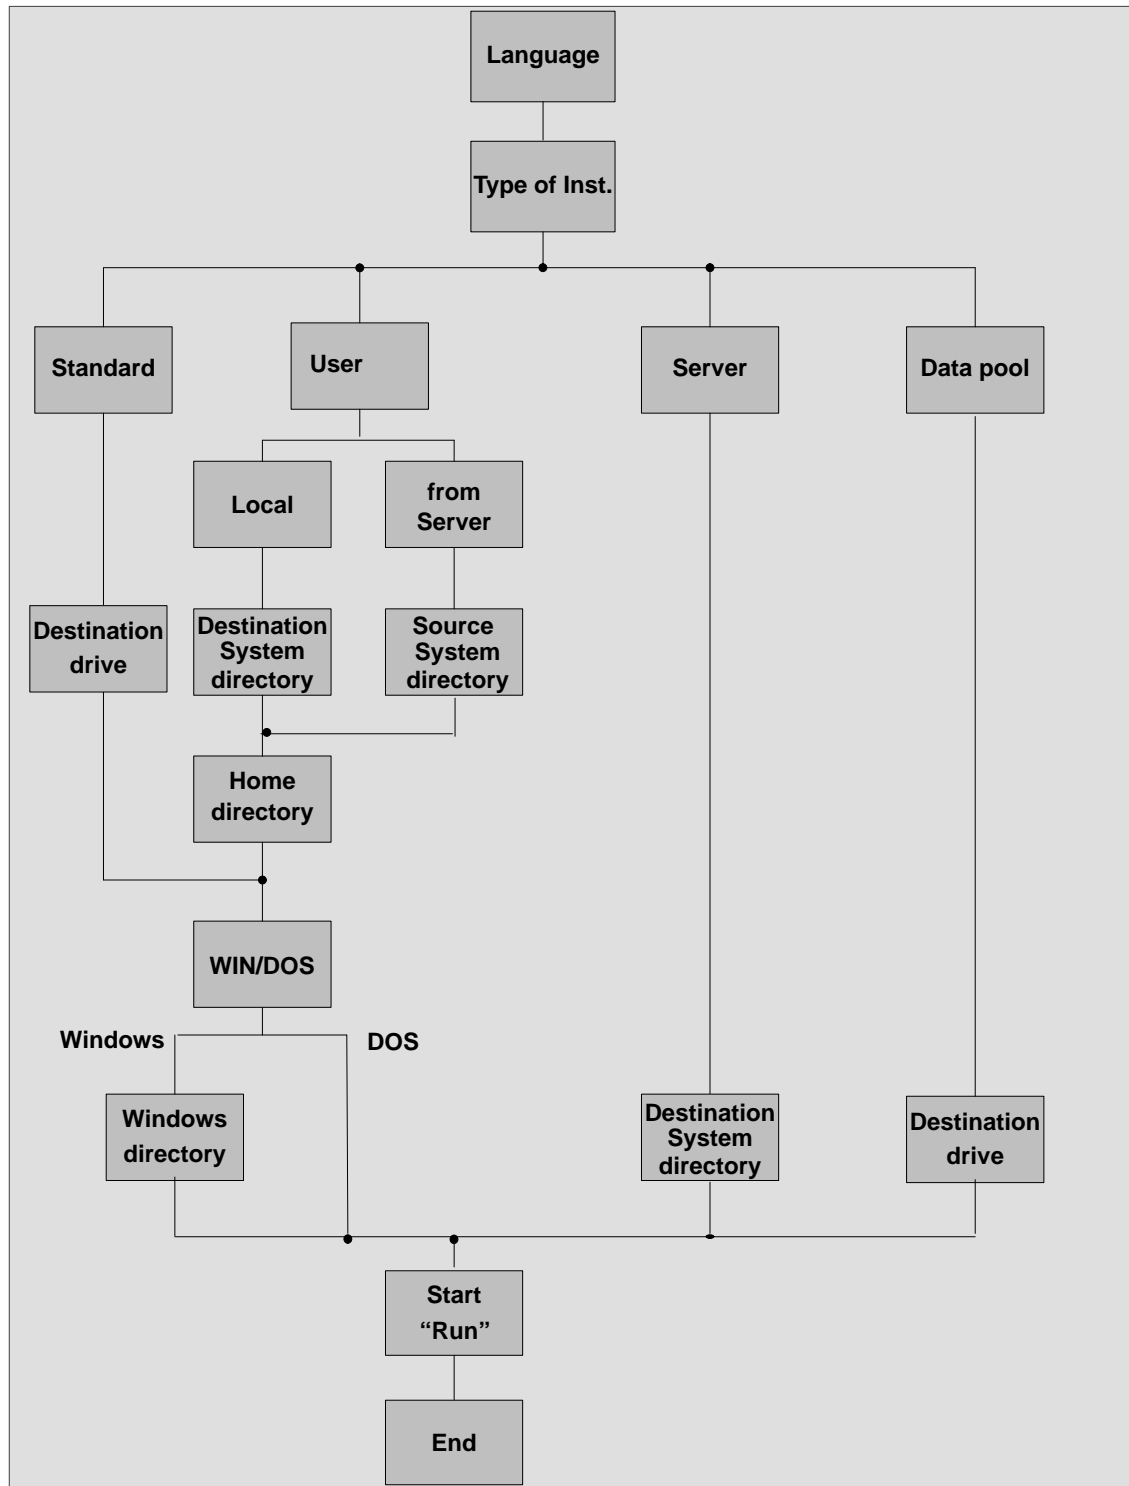 Language
Type of Inst.
Standard
User
Server
Data pool
Local
from
Server
Destination
drive
Destination
System
directory
Source
System
directory
Home
directory
WIN/DOS
Windows
DOS
Windows
directory
Destination
System
directory
Destination
drive
Start
“Run”
End